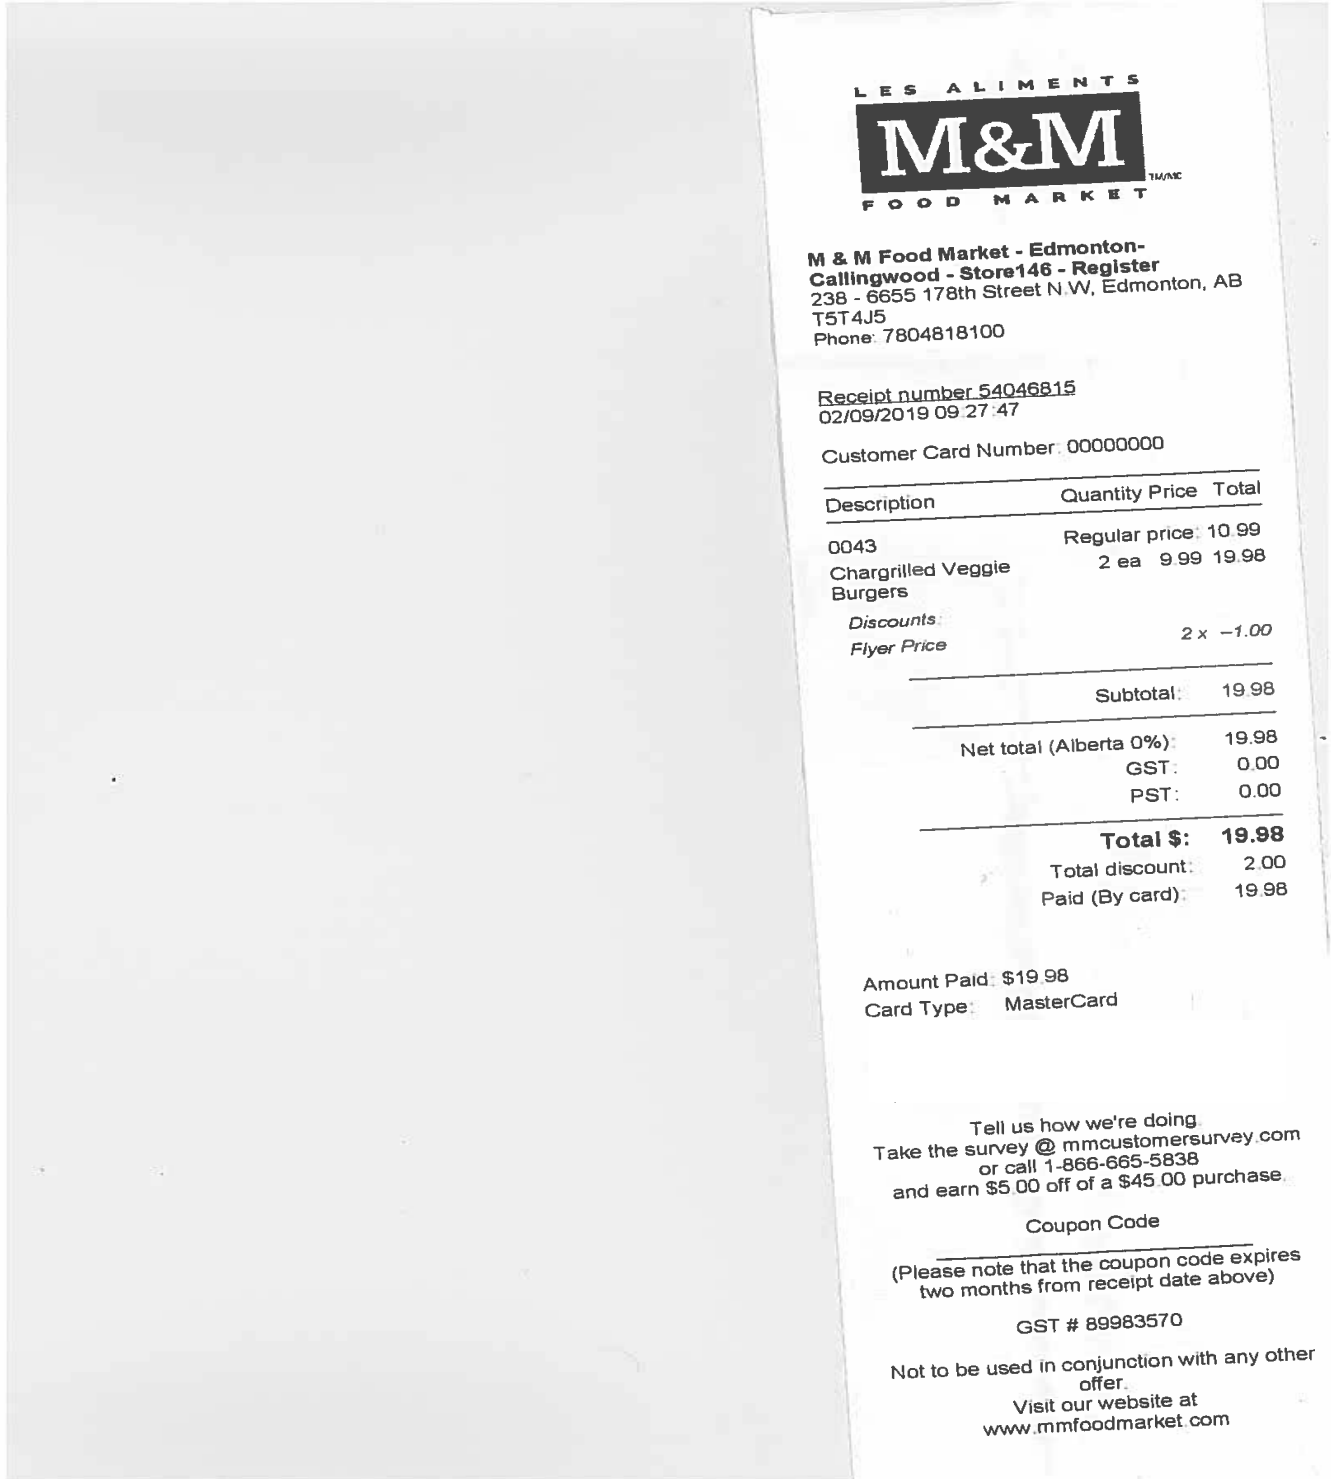 LES ALIMENTS
M&M
TM/MC
FOOD MARKET
M & M Food Market - Edmonton-
Callingwood - Store146 - Register
238 - 6655 178th Street N.W, Edmonton, AB
T5T4J5
Phone: 7804818100
Receipt number 54046815
02/09/2019 09:27:47
Customer Card Number: 00000000
Description Quantity Price Total
0043 Regular price: 10.99
Chargrilled Veggie 2 ea 9.99 19.98
Burgers
Discounts:
Flyer Price 2 x −1.00
Subtotal: 19.98
Net total (Alberta 0%): 19.98
GST: 0.00
PST: 0.00
Total $: 19.98
Total discount: 2.00
Paid (By card): 19.98
Amount Paid: $19.98
Card Type: MasterCard
Tell us how we're doing.
Take the survey @ mmcustomersurvey.com
or call 1-866-665-5838
and earn $5.00 off of a $45.00 purchase.
Coupon Code
(Please note that the coupon code expires
two months from receipt date above)
GST # 89983570
Not to be used in conjunction with any other
offer.
Visit our website at
www.mmfoodmarket.com